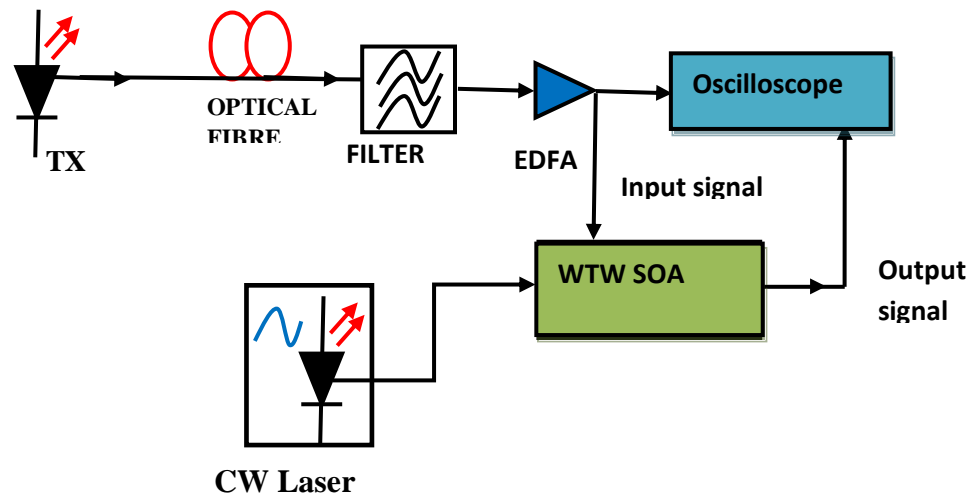 Oscilloscope
OPTICAL
FIBRE
FILTER
TX
EDFA
Input signal
WTW SOA
Output
signal
CW Laser